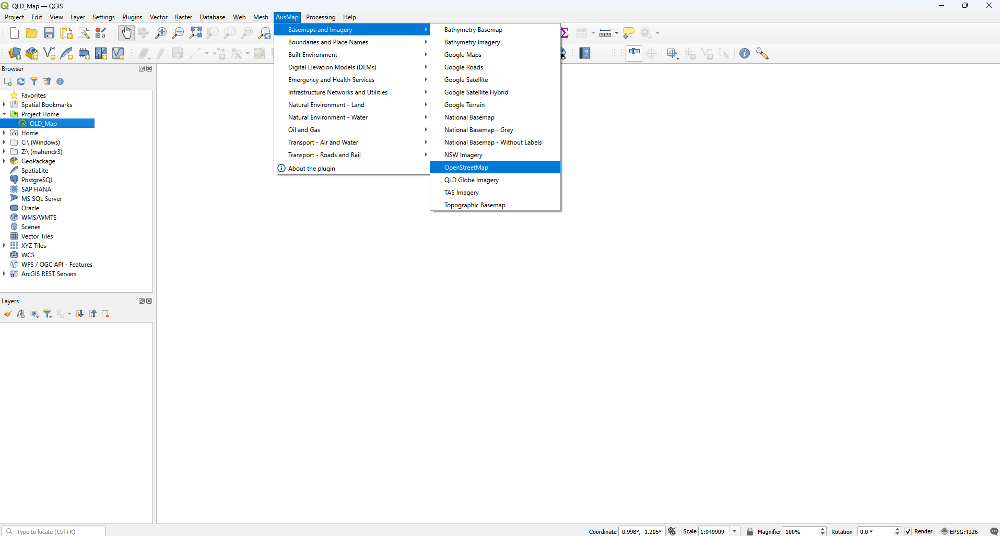 QLD_Map — QGIS
Project Edit View Layer Settings Plugins Vector Raster Database Web Mesh AusMap Processing Help
Browser
Favorites
Spatial Bookmarks
Project Home
QLD_Map
Home
C:\ (Windows)
Z:\ (mahendr3)
GeoPackage
SpatiaLite
PostgreSQL
SAP HANA
MS SQL Server
Oracle
WMS/WMTS
Scenes
Vector Tiles
XYZ Tiles
WCS
WFS / OGC API - Features
ArcGIS REST Servers
Layers
Basemaps and Imagery
Boundaries and Place Names
Built Environment
Digital Elevation Models (DEMs)
Emergency and Health Services
Infrastructure Networks and Utilities
Natural Environment - Land
Natural Environment - Water
Oil and Gas
Transport - Air and Water
Transport - Roads and Rail
About the plugin
Bathymetry Basemap
Bathymetry Imagery
Google Maps
Google Roads
Google Satellite
Google Satellite Hybrid
Google Terrain
National Basemap
National Basemap - Grey
National Basemap - Without Labels
NSW Imagery
OpenStreetMap
QLD Globe Imagery
TAS Imagery
Topographic Basemap
Type to locate (Ctrl+K)
Coordinate 0.998°, -1.205° Scale 1:949909 Magnifier 100% Rotation 0.0 ° Render EPSG:4326